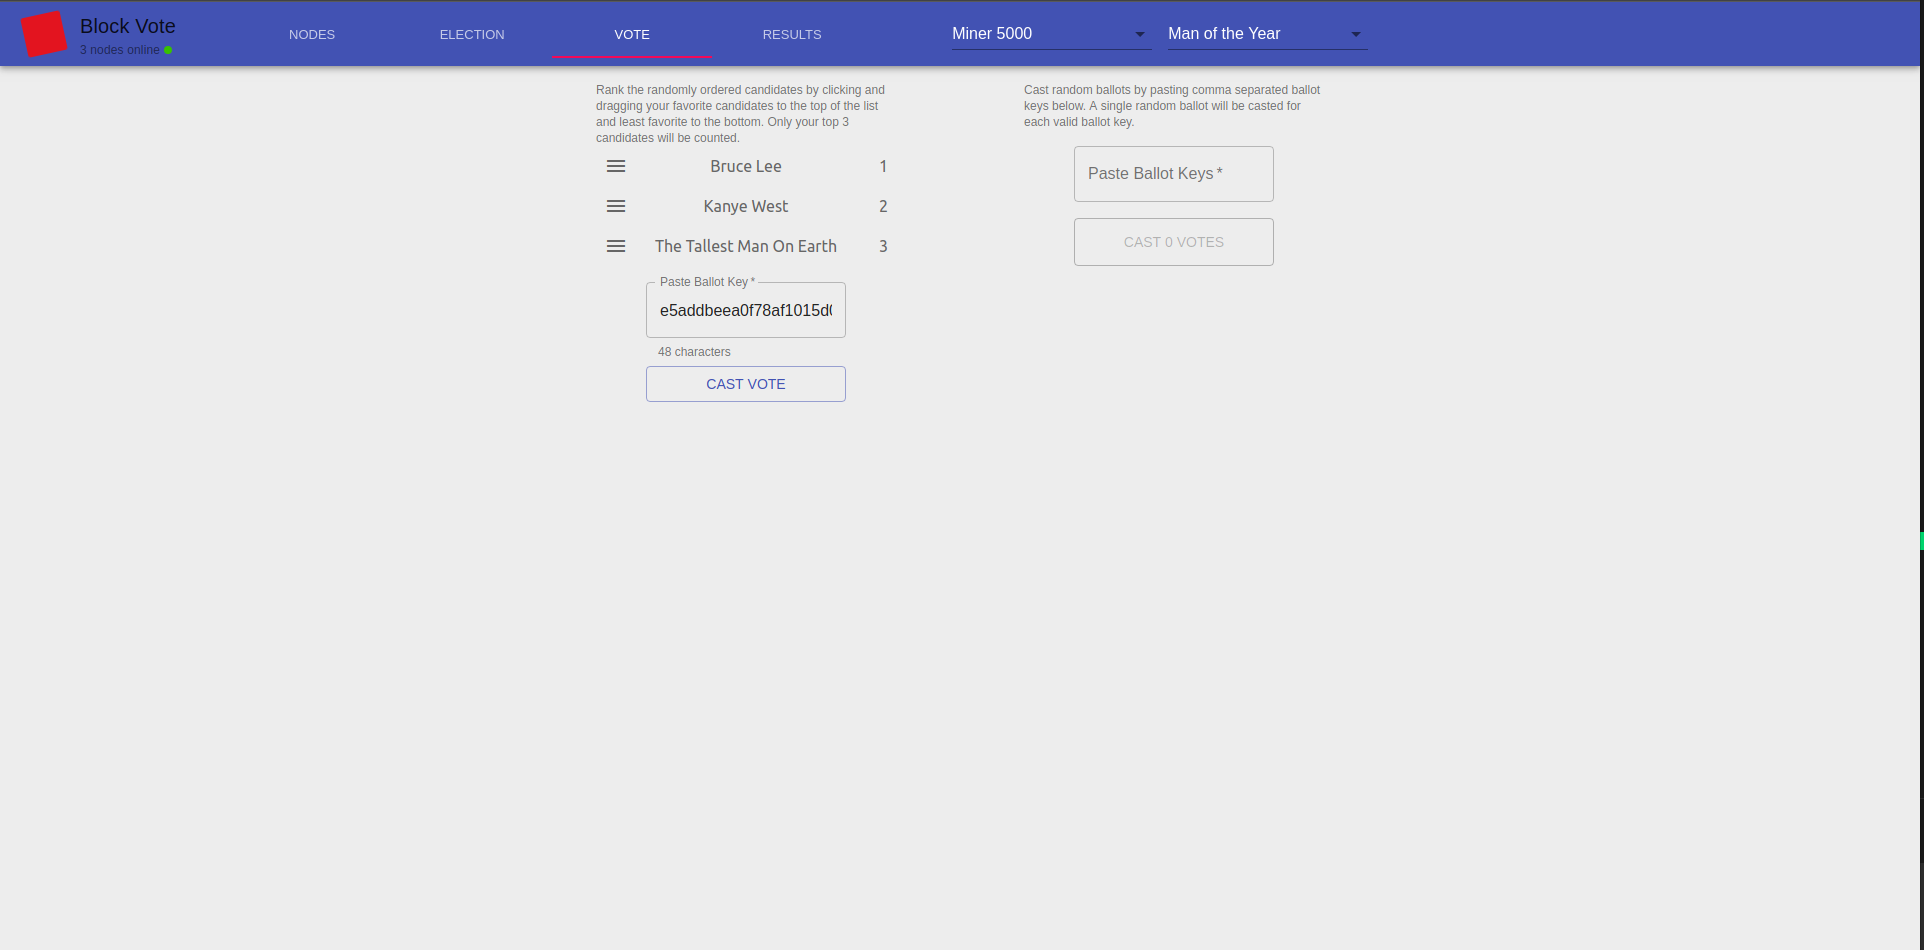 Block Vote
3 nodes online
NODES
ELECTION
VOTE
RESULTS
Miner 5000
Man of the Year
Rank the randomly ordered candidates by clicking and
dragging your favorite candidates to the top of the list
and least favorite to the bottom. Only your top 3
candidates will be counted.
Bruce Lee 1
Kanye West 2
The Tallest Man On Earth 3
Paste Ballot Key *
e5addbeea0f78af1015d
48 characters
CAST VOTE
Cast random ballots by pasting comma separated ballot
keys below. A single random ballot will be casted for
each valid ballot key.
Paste Ballot Keys *
CAST 0 VOTES